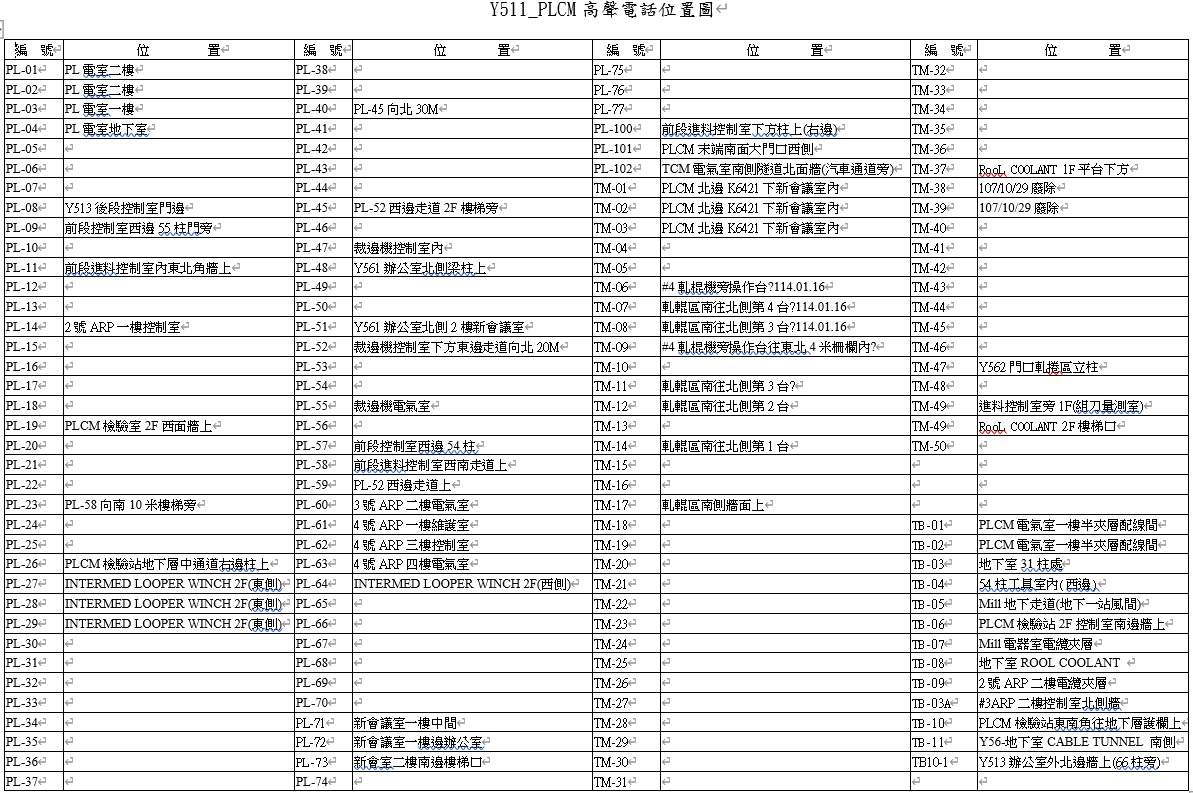 Y511_PLCM 高聲電話位置圖
編 號 位 置 編 號 位 置 編 號 位 置 編 號 位 置
PL-01 PL 電室二樓 PL-38 PL-75 TM-32
PL-02 PL 電室二樓 PL-39 PL-76 TM-33
PL-03 PL 電室一樓 PL-40 PL-45 向北 30M PL-77 TM-34
PL-04 PL 電室地下室 PL-41 PL-100 前段進料控制室下方柱上(右邊) TM-35
PL-05 PL-42 PL-101 PLCM 末端南面大門口西側 TM-36
PL-06 PL-43 PL-102 TCM 電氣室南側隧道北面牆(汽車通道旁) TM-37 RooL COOLANT 1F 平台下方
PL-07 PL-44 TM-01 PLCM 北邊 K6421 下新會議室內 TM-38 107/10/29 廢除
PL-08 Y513 後段控制室門邊 PL-45 PL-52 西邊走道 2F 樓梯旁 TM-02 PLCM 北邊 K6421 下新會議室內 TM-39 107/10/29 廢除
PL-09 前段控制室西邊 55 柱門旁 PL-46 TM-03 PLCM 北邊 K6421 下新會議室內 TM-40
PL-10 PL-47 裁邊機控制室內 TM-04 TM-41
PL-11 前段進料控制室內東北角牆上 PL-48 Y561 辦公室北側梁柱上 TM-05 TM-42
PL-12 PL-49 TM-06 #4 軋棍機旁操作台?114.01.16 TM-43
PL-13 PL-50 TM-07 軋輥區南往北側第 4 台?114.01.16 TM-44
PL-14 2 號 ARP 一樓控制室 PL-51 Y561 辦公室北側 2 樓新會議室 TM-08 軋輥區南往北側第 3 台?114.01.16 TM-45
PL-15 PL-52 裁邊機控制室下方東邊走道向北 20M TM-09 #4 軋棍機旁操作台往東北 4 米柵欄內? TM-46
PL-16 PL-53 TM-10 TM-47 Y562 門口軋捲區立柱
PL-17 PL-54 TM-11 軋輥區南往北側第 3 台? TM-48
PL-18 PL-55 裁邊機電氣室 TM-12 軋輥區南往北側第 2 台 TM-49 進料控制室旁 1F(鉗刀量測室)
PL-19 PLCM 檢驗室 2F 西面牆上 PL-56 TM-13 TM-49 RooL COOLANT 2F 樓梯口
PL-20 PL-57 前段控制室西邊 54 柱 TM-14 軋輥區南往北側第 1 台 TM-50
PL-21 PL-58 前段進料控制室西南走道上 TM-15
PL-22 PL-59 PL-52 西邊走道上 TM-16
PL-23 PL-58 向南 10 米樓梯旁 PL-60 3 號 ARP 二樓電氣室 TM-17 軋輥區南側牆面上
PL-24 PL-61 4 號 ARP 一樓維護室 TM-18 TB-01 PLCM 電氣室一樓半夾層配線間
PL-25 PL-62 4 號 ARP 三樓控制室 TM-19 TB-02 PLCM 電氣室一樓半夾層配線間
PL-26 PLCM 檢驗站地下層中通道右邊柱上 PL-63 4 號 ARP 四樓電氣室 TM-20 TB-03 地下室 31 柱處
PL-27 INTERMED LOOPER WINCH 2F(東側) PL-64 INTERMED LOOPER WINCH 2F(西側) TM-21 TB-04 54 柱工具室內( 西邊)
PL-28 INTERMED LOOPER WINCH 2F(東側) PL-65 TM-22 TB-05 Mill 地下走道(地下一站風間)
PL-29 INTERMED LOOPER WINCH 2F(東側) PL-66 TM-23 TB-06 PLCM 檢驗站 2F 控制室南邊牆上
PL-30 PL-67 TM-24 TB-07 Mill 電器室電纜夾層
PL-31 PL-68 TM-25 TB-08 地下室 ROOL COOLANT
PL-32 PL-69 TM-26 TB-09 2 號 ARP 二樓電纜夾層
PL-33 PL-70 TM-27 TB-03A #3ARP 二樓控制室北側牆
PL-34 PL-71 新會議室一樓中間 TM-28 TB-10 PLCM 檢驗站東南角往地下層護欄上
PL-35 PL-72 新會議室一樓邊辦公室 TM-29 TB-11 Y56-地下室 CABLE TUNNEL 南側
PL-36 PL-73 新會室二樓南邊樓梯口 TM-30 TB10-1 Y513 辦公室外北邊牆上(66 柱旁)
PL-37 PL-74 TM-31